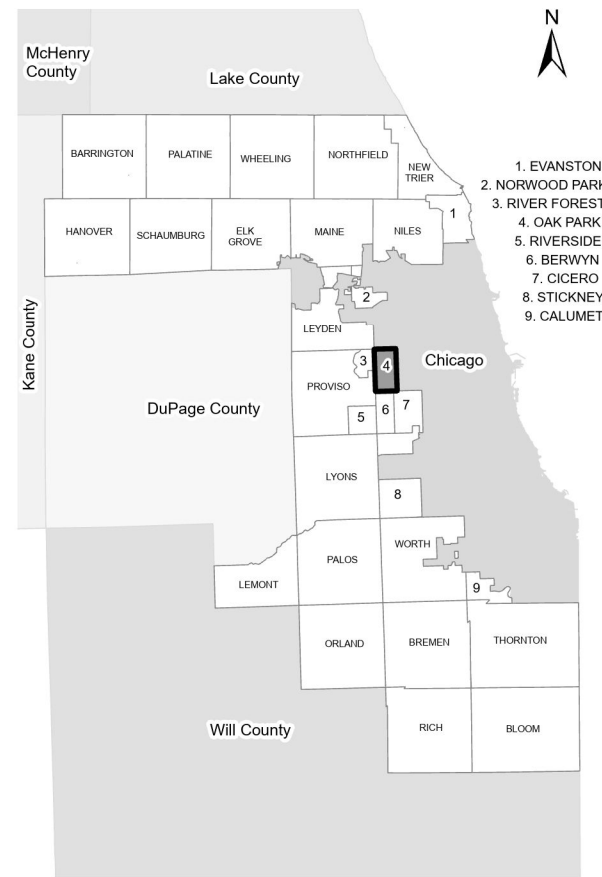 N
McHenry
County
Lake County
BARRINGTON
PALATINE
WHEELING
NORTHFIELD
NEW
TRIER
1. EVANSTON
2. NORWOOD PARK
3. RIVER FOREST
4. OAK PARK
5. RIVERSIDE
6. BERWYN
7. CICERO
8. STICKNEY
9. CALUMET
1
HANOVER
SCHAUMBURG
ELK
GROVE
MAINE
NILES
2
LEYDEN
Kane County
3
4
Chicago
PROVISO
DuPage County
5
6
7
LYONS
8
WORTH
PALOS
LEMONT
9
ORLAND
BREMEN
THORNTON
Will County
RICH
BLOOM